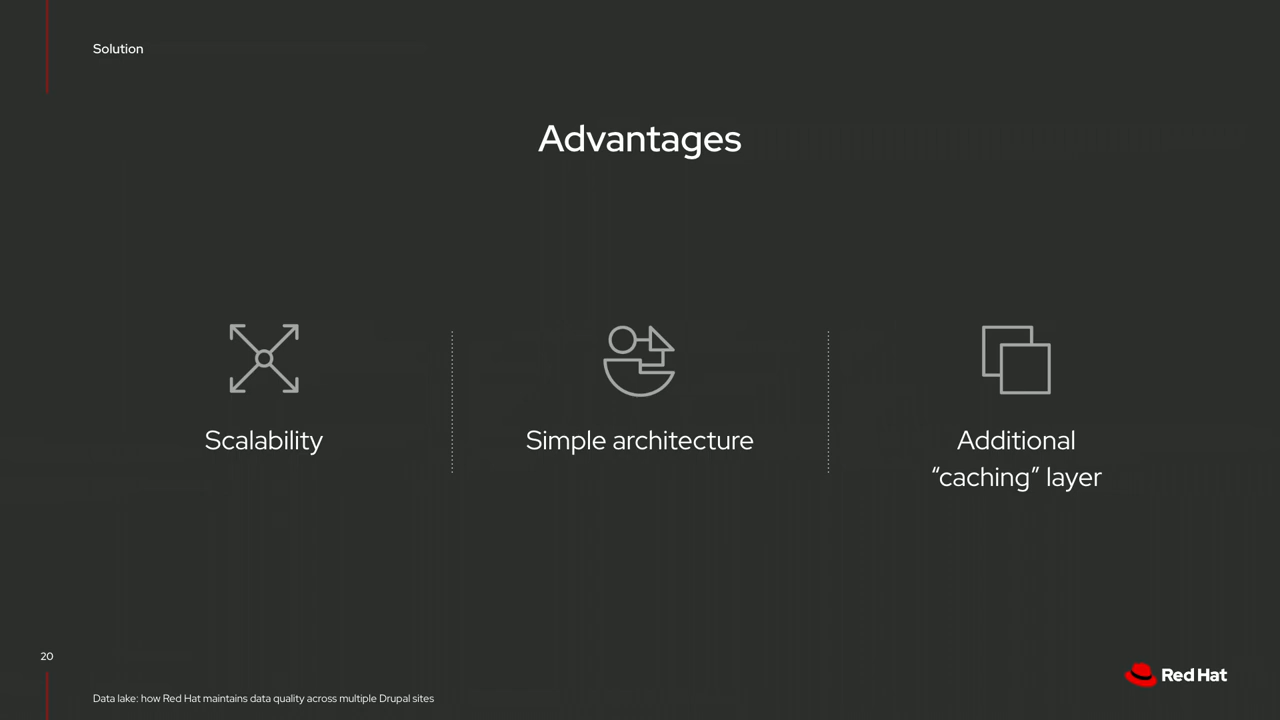 Solution
Advantages
Scalability
Simple architecture
Additional
“caching” layer
20
Red Hat
Data lake: how Red Hat maintains data quality across multiple Drupal sites